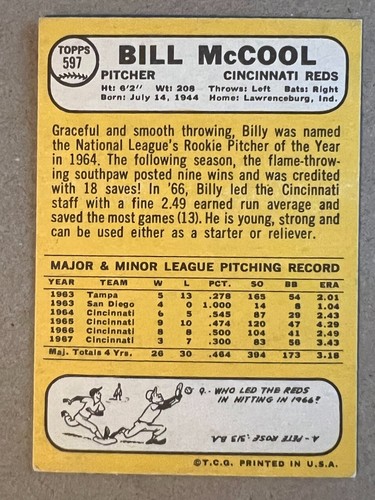 TOPPS
597
BILL McCOOL
PITCHER CINCINNATI REDS
Ht: 6'2" Wt: 208 Throws: Left Bats: Right
Born: July 14, 1944 Home: Lawrenceburg, Ind.
Graceful and smooth throwing, Billy was named
the National League's Rookie Pitcher of the Year
in 1964. The following season, the flame-throw-
ing southpaw posted nine wins and was credited
with 18 saves! In '66, Billy led the Cincinnati
staff with a fine 2.49 earned run average and
saved the most games (13). He is young, strong and
can be used either as a starter or reliever.
MAJOR & MINOR LEAGUE PITCHING RECORD
YEAR TEAM W L PCT. SO BB ERA
1963 Tampa 5 13 .278 165 54 2.01
1963 San Diego 4 0 1.000 14 8 1.04
1964 Cincinnati 6 5 .545 87 29 2.43
1965 Cincinnati 9 10 .474 120 47 4.29
1966 Cincinnati 8 8 .500 104 41 2.49
1967 Cincinnati 3 7 .300 83 56 3.43
Maj. Totals 4 Yrs. 26 30 .464 394 173 3.18
Q.- WHO LED THE REDS
IN HITTING IN 1966?
A - PETE ROSE .313 B.A.
©T.C.G. PRINTED IN U.S.A.